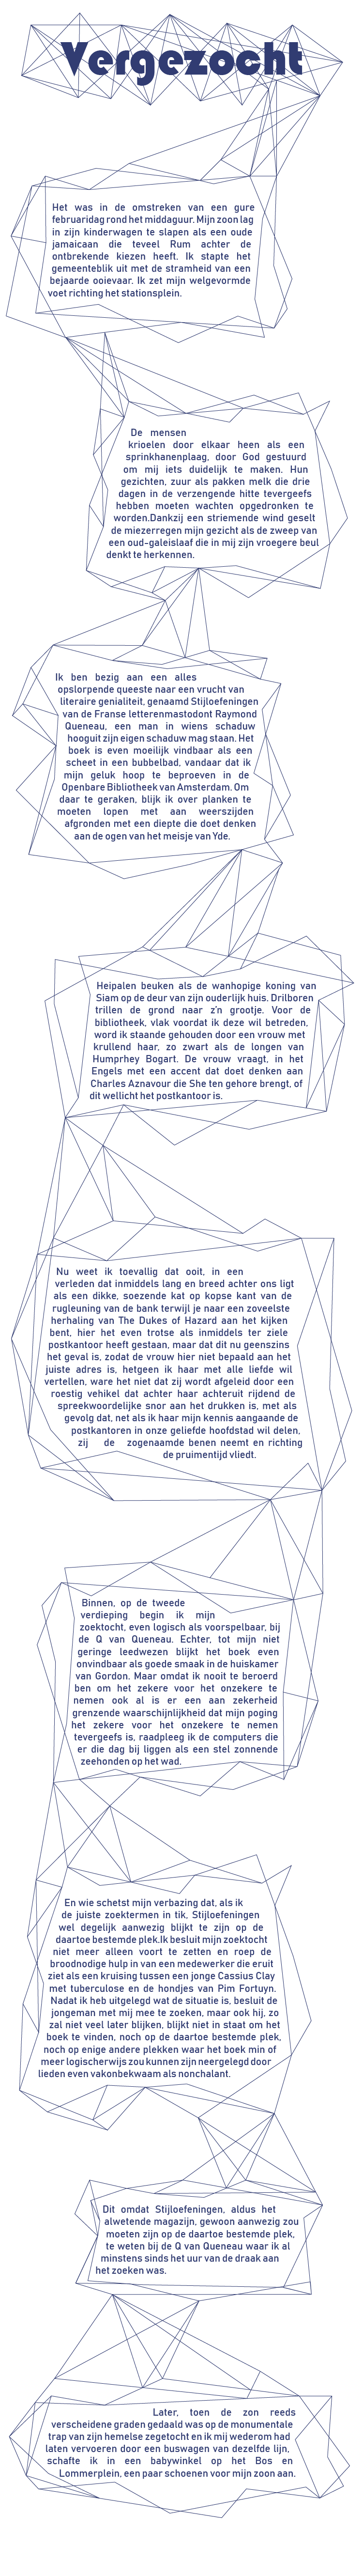 Vergezocht
Het was in de omstreken van een gure
februaridag rond het middaguur. Mijn zoon lag
in zijn kinderwagen te slapen als een oude
jamaicaan die teveel Rum achter de
ontbrekende kiezen heeft. Ik stapte het
gemeenteblik uit met de stramheid van een
bejaarde ooievaar. Ik zet mijn welgevormde
voet richting het stationsplein.
De mensen
krioelen door elkaar heen als een
sprinkhanenplaag, door God gestuurd
om mij iets duidelijk te maken. Hun
gezichten, zuur als pakken melk die drie
dagen in de verzengende hitte tevergeefs
hebben moeten wachten opgedronken te
worden.Dankzij een striemende wind geselt
de miezerregen mijn gezicht als de zweep van
een oud-galeislaaf die in mij zijn vroegere beul
denkt te herkennen.
Ik ben bezig aan een alles
opslorpende queeste naar een vrucht van
literaire genialiteit, genaamd Stijloefeningen
van de Franse letterenmastodont Raymond
Queneau, een man in wiens schaduw
hooguit zijn eigen schaduw mag staan. Het
boek is even moeilijk vindbaar als een
scheet in een bubbelbad, vandaar dat ik
mijn geluk hoop te beproeven in de
Openbare Bibliotheek van Amsterdam. Om
daar te geraken, blijk ik over planken te
moeten lopen met aan weerszijden
afgronden met een diepte die doet denken
aan de ogen van het meisje van Yde.
Heipalen beuken als de wanhopige koning van
Siam op de deur van zijn ouderlijk huis. Drilboren
trillen de grond naar z'n grootje. Voor de
bibliotheek, vlak voordat ik deze wil betreden,
word ik staande gehouden door een vrouw met
krullend haar, zo zwart als de longen van
Humprhey Bogart. De vrouw vraagt, in het
Engels met een accent dat doet denken aan
Charles Aznavour die She ten gehore brengt, of
dit wellicht het postkantoor is.
Nu weet ik toevallig dat ooit, in een
verleden dat inmiddels lang en breed achter ons ligt
als een dikke, soezende kat op kopse kant van de
rugleuning van de bank terwijl je naar een zoveelste
herhaling van The Dukes of Hazard aan het kijken
bent, hier het even trotse als inmiddels ter ziele
postkantoor heeft gestaan, maar dat dit nu geenszins
het geval is, zodat de vrouw hier niet bepaald aan het
juiste adres is, hetgeen ik haar met alle liefde wil
vertellen, ware het niet dat zij wordt afgeleid door een
roestig vehikel dat achter haar achteruit rijdend de
spreekwoordelijke snor aan het drukken is, met als
gevolg dat, net als ik haar mijn kennis aangaande de
postkantoren in onze geliefde hoofdstad wil delen,
zij de zogenaamde benen neemt en richting
de pruimentijd vliedt.
Binnen, op de tweede
verdieping begin ik mijn
zoektocht, even logisch als voorspelbaar, bij
de Q van Queneau. Echter, tot mijn niet
geringe leedwezen blijkt het boek even
onvindbaar als goede smaak in de huiskamer
van Gordon. Maar omdat ik nooit te beroerd
ben om het zekere voor het onzekere te
nemen ook al is er een aan zekerheid
grenzende waarschijnlijkheid dat mijn poging
het zekere voor het onzekere te nemen
tevergeefs is, raadpleeg ik de computers die
er die dag bij liggen als een stel zonnende
zeehonden op het wad.
En wie schetst mijn verbazing dat, als ik
de juiste zoektermen in tik, Stijloefeningen
wel degelijk aanwezig blijkt te zijn op de
daartoe bestemde plek.Ik besluit mijn zoektocht
niet meer alleen voort te zetten en roep de
broodnodige hulp in van een medewerker die eruit
ziet als een kruising tussen een jonge Cassius Clay
met tuberculose en de hondjes van Pim Fortuyn.
Nadat ik heb uitgelegd wat de situatie is, besluit de
jongeman met mij mee te zoeken, maar ook hij, zo
zal niet veel later blijken, blijkt niet in staat om het
boek te vinden, noch op de daartoe bestemde plek,
noch op enige andere plekken waar het boek min of
meer logischerwijs zou kunnen zijn neergelegd door
lieden even vakonbekwaam als nonchalant.
Dit omdat Stijloefeningen, aldus het
alwetende magazijn, gewoon aanwezig zou
moeten zijn op de daartoe bestemde plek,
te weten bij de Q van Queneau waar ik al
minstens sinds het uur van de draak aan
het zoeken was.
Later, toen de zon reeds
verscheidene graden gedaald was op de monumentale
trap van zijn hemelse zegetocht en ik mij wederom had
laten vervoeren door een buswagen van dezelfde lijn,
schafte ik in een babywinkel op het Bos en
Lommerplein, een paar schoenen voor mijn zoon aan.